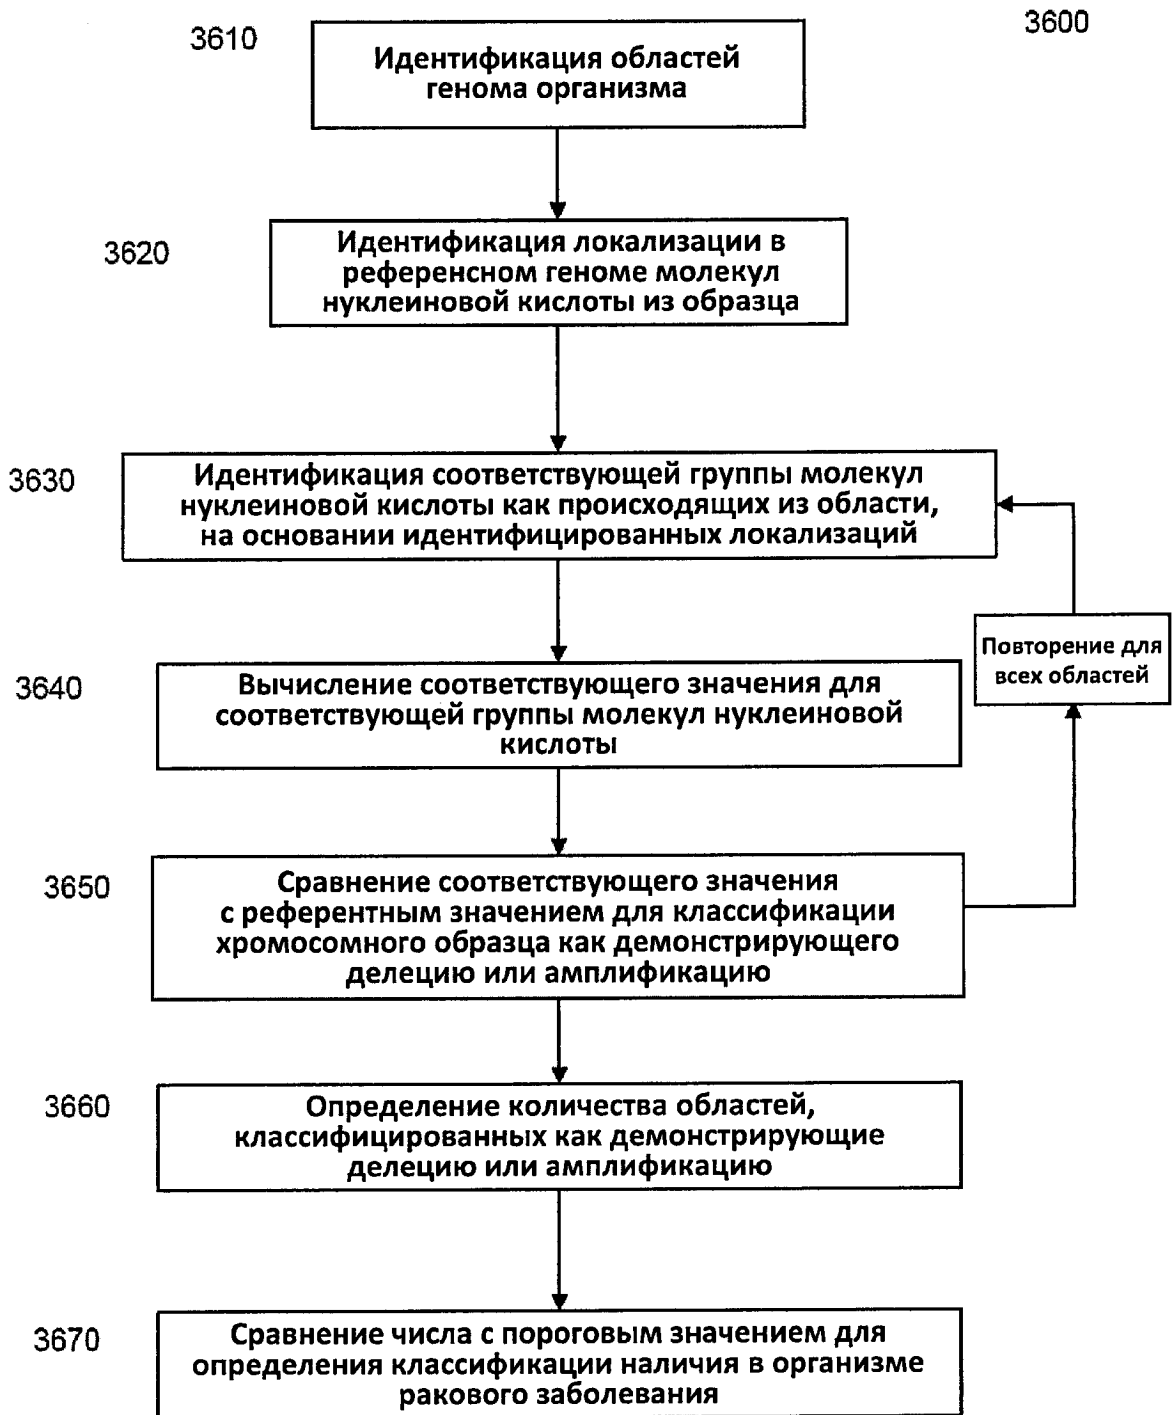 3600
3610
Идентификация областей
генома организма
3620
Идентификация локализации в
референсном геноме молекул
нуклеиновой кислоты из образца
3630
Идентификация соответствующей группы молекул
нуклеиновой кислоты как происходящих из области,
на основании идентифицированных локализаций
Повторение для
всех областей
3640
Вычисление соответствующего значения для
соответствующей группы молекул нуклеиновой
кислоты
3650
Сравнение соответствующего значения
с референтным значением для классификации
хромосомного образца как демонстрирующего
делецию или амплификацию
3660
Определение количества областей,
классифицированных как демонстрирующие
делецию или амплификацию
3670
Сравнение числа с пороговым значением для
определения классификации наличия в организме
ракового заболевания